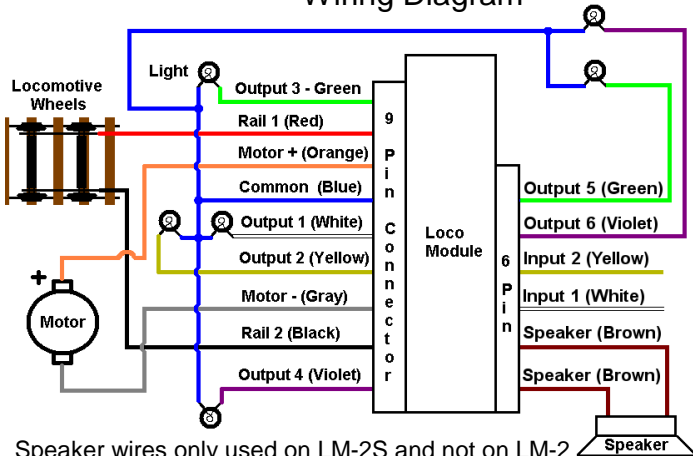 Wiring Diagram
Light
Locomotive
Wheels
Output 3 - Green
Rail 1 (Red)
Motor + (Orange)
Common (Blue)
Output 1 (White)
Output 2 (Yellow)
Motor - (Gray)
Rail 2 (Black)
Output 4 (Violet)
9 Pin Connector
Loco
Module
6 Pin
Output 5 (Green)
Output 6 (Violet)
Input 2 (Yellow)
Input 1 (White)
Speaker (Brown)
Speaker (Brown)
+
Motor
Speaker
Speaker wires only used on LM-2S and not on LM-2